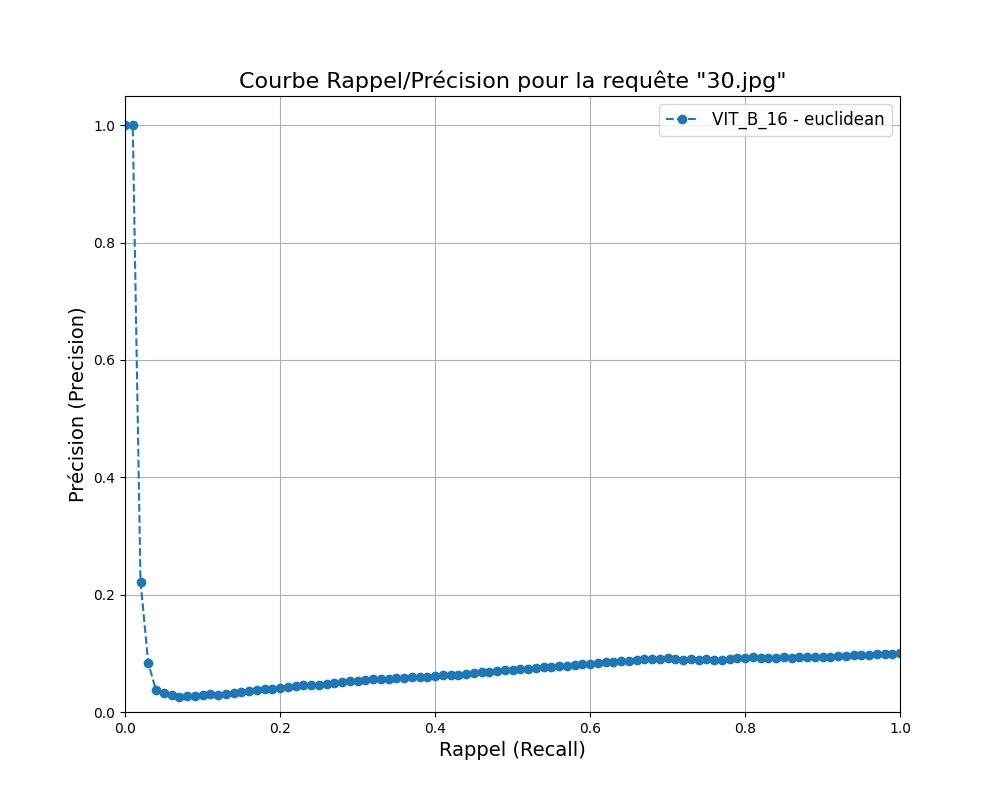 Courbe Rappel/Précision pour la requête "30.jpg"
VIT_B_16 - euclidean
1.0
0.8
0.6
0.4
0.2
0.0
Précision (Precision)
0.0 0.2 0.4 0.6 0.8 1.0
Rappel (Recall)